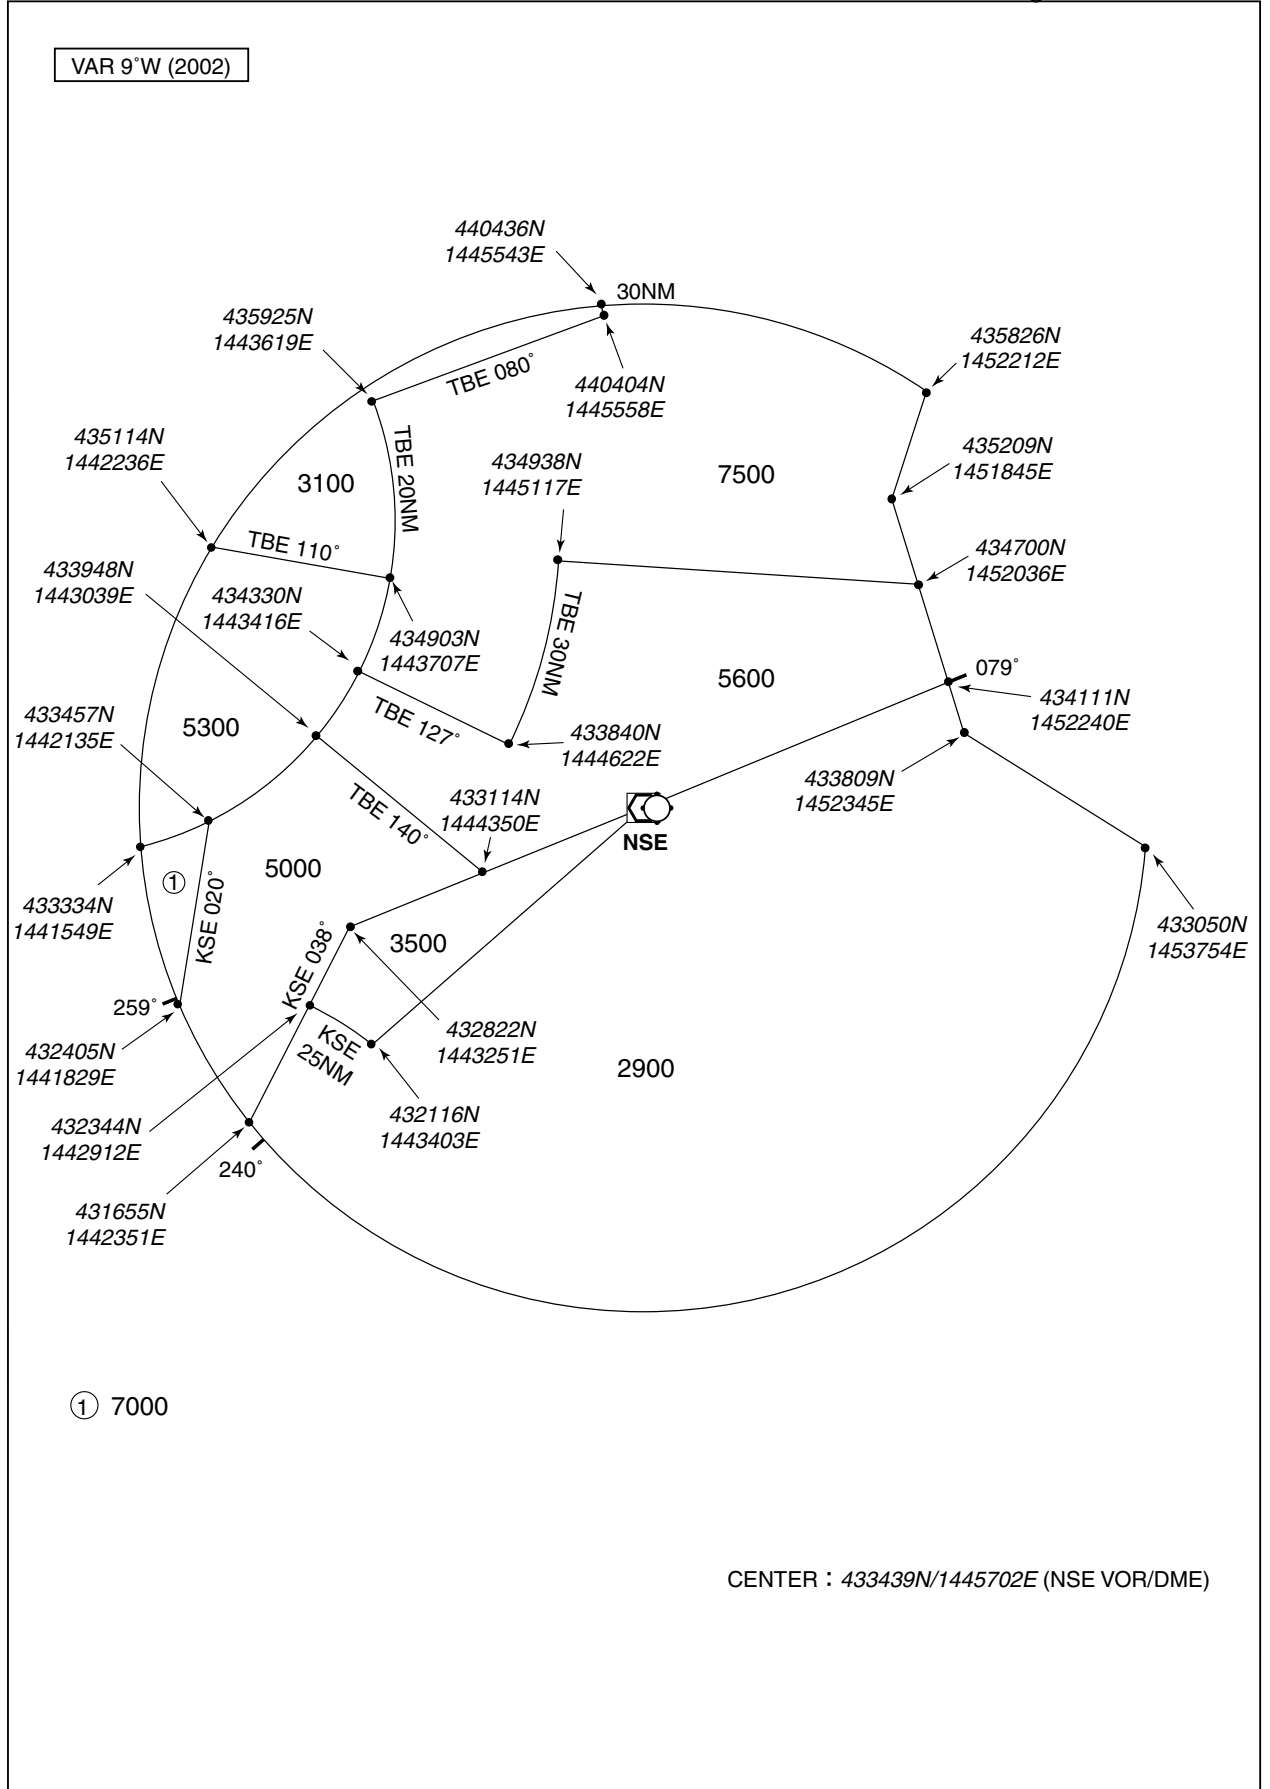 VAR 9°W (2002)
440436N
1445543E
30NM
435925N
1443619E
TBE 080°
440404N
1445558E
435826N
1452212E
435114N
1442236E
3100
TBE 20NM
434938N
1445117E
7500
435209N
1451845E
TBE 110°
433948N
1443039E
434330N
1443416E
434903N
1443707E
TBE 30NM
434700N
1452036E
5600
079°
434111N
1452240E
433457N
1442135E
5300
TBE 127°
433840N
1444622E
433809N
1452345E
TBE 140°
433114N
1444350E
NSE
5000
①
433334N
1441549E
KSE 020°
KSE 038°
3500
433050N
1453754E
259°
432405N
1441829E
KSE
25NM
432822N
1443251E
2900
432344N
1442912E
432116N
1443403E
240°
431655N
1442351E
① 7000
CENTER : 433439N/1445702E (NSE VOR/DME)